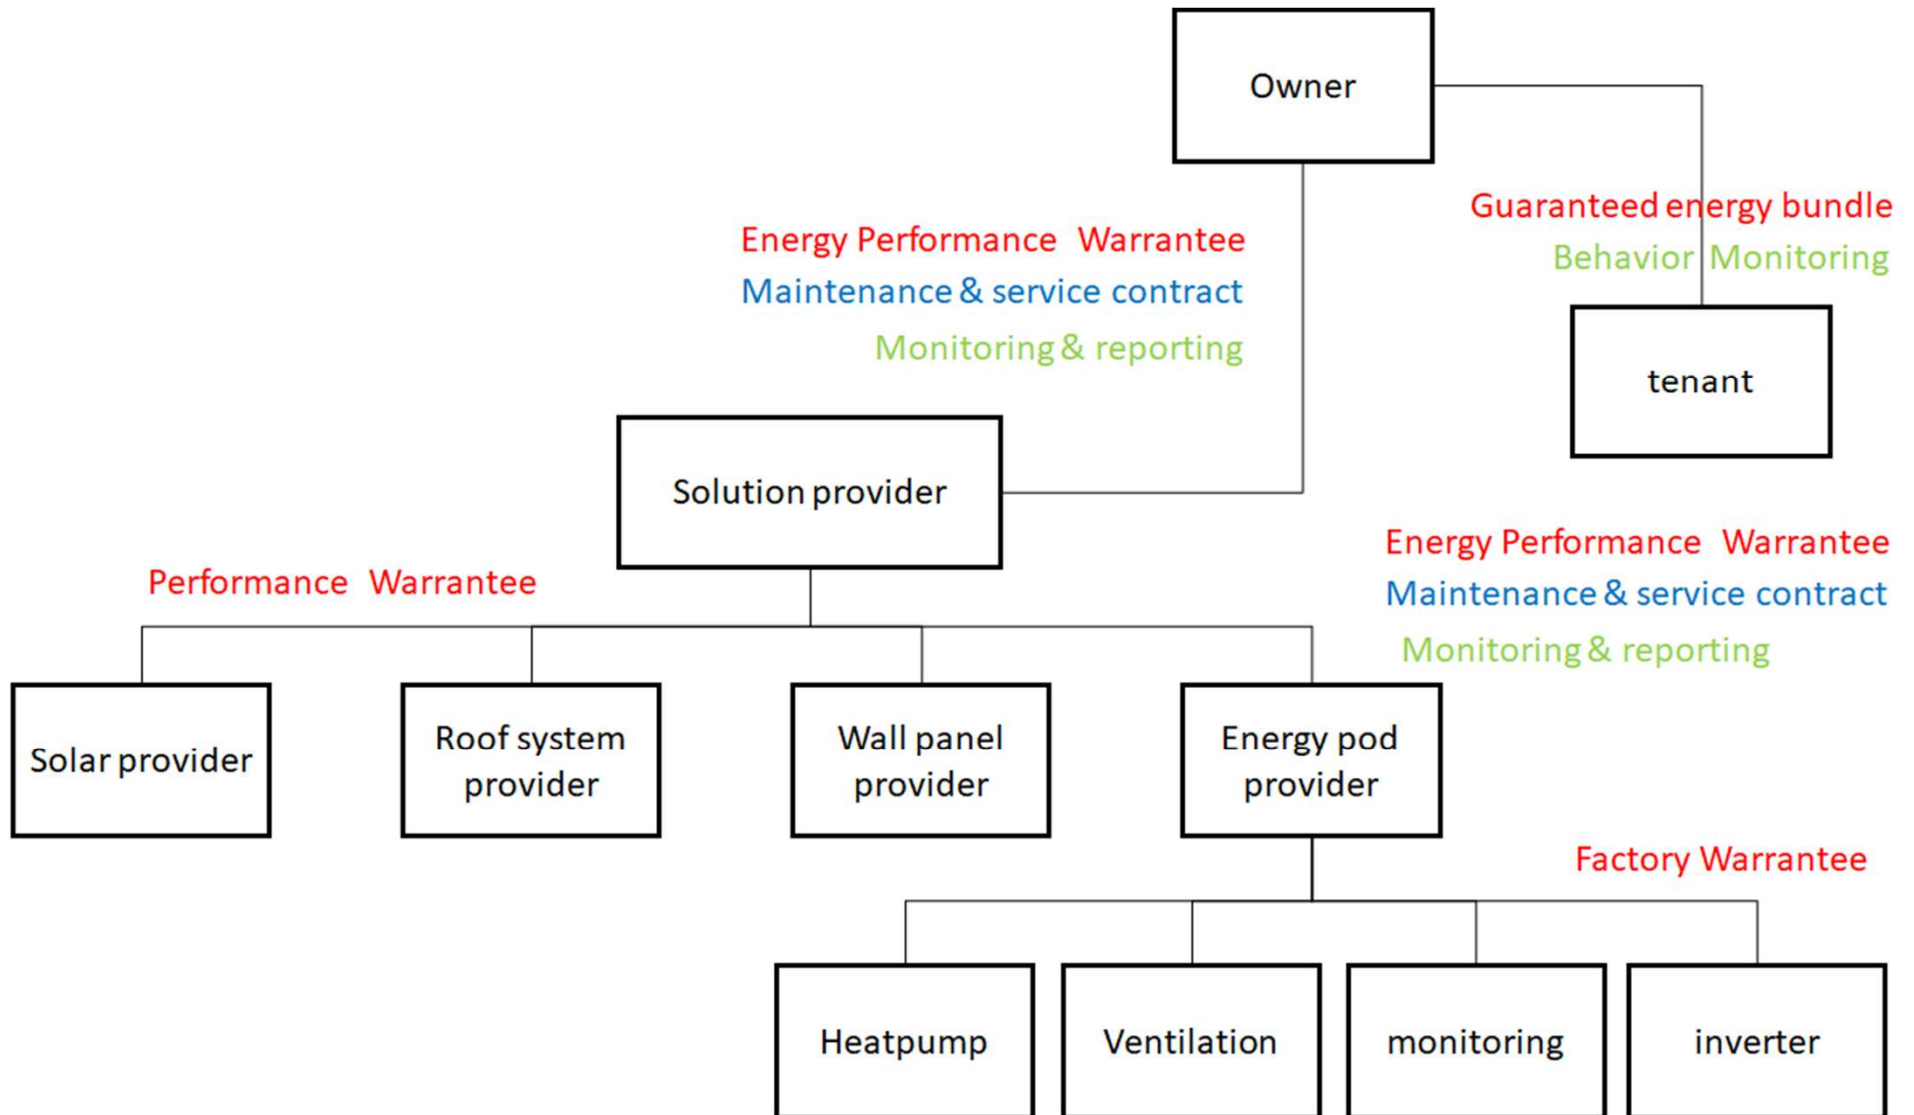 Owner
Guaranteed energy bundle
Behavior Monitoring
Energy Performance Warrantee
Maintenance & service contract
Monitoring & reporting
tenant
Solution provider
Energy Performance Warrantee
Maintenance & service contract
Monitoring & reporting
Performance Warrantee
Solar provider
Roof system
provider
Wall panel
provider
Energy pod
provider
Factory Warrantee
Heatpump
Ventilation
monitoring
inverter